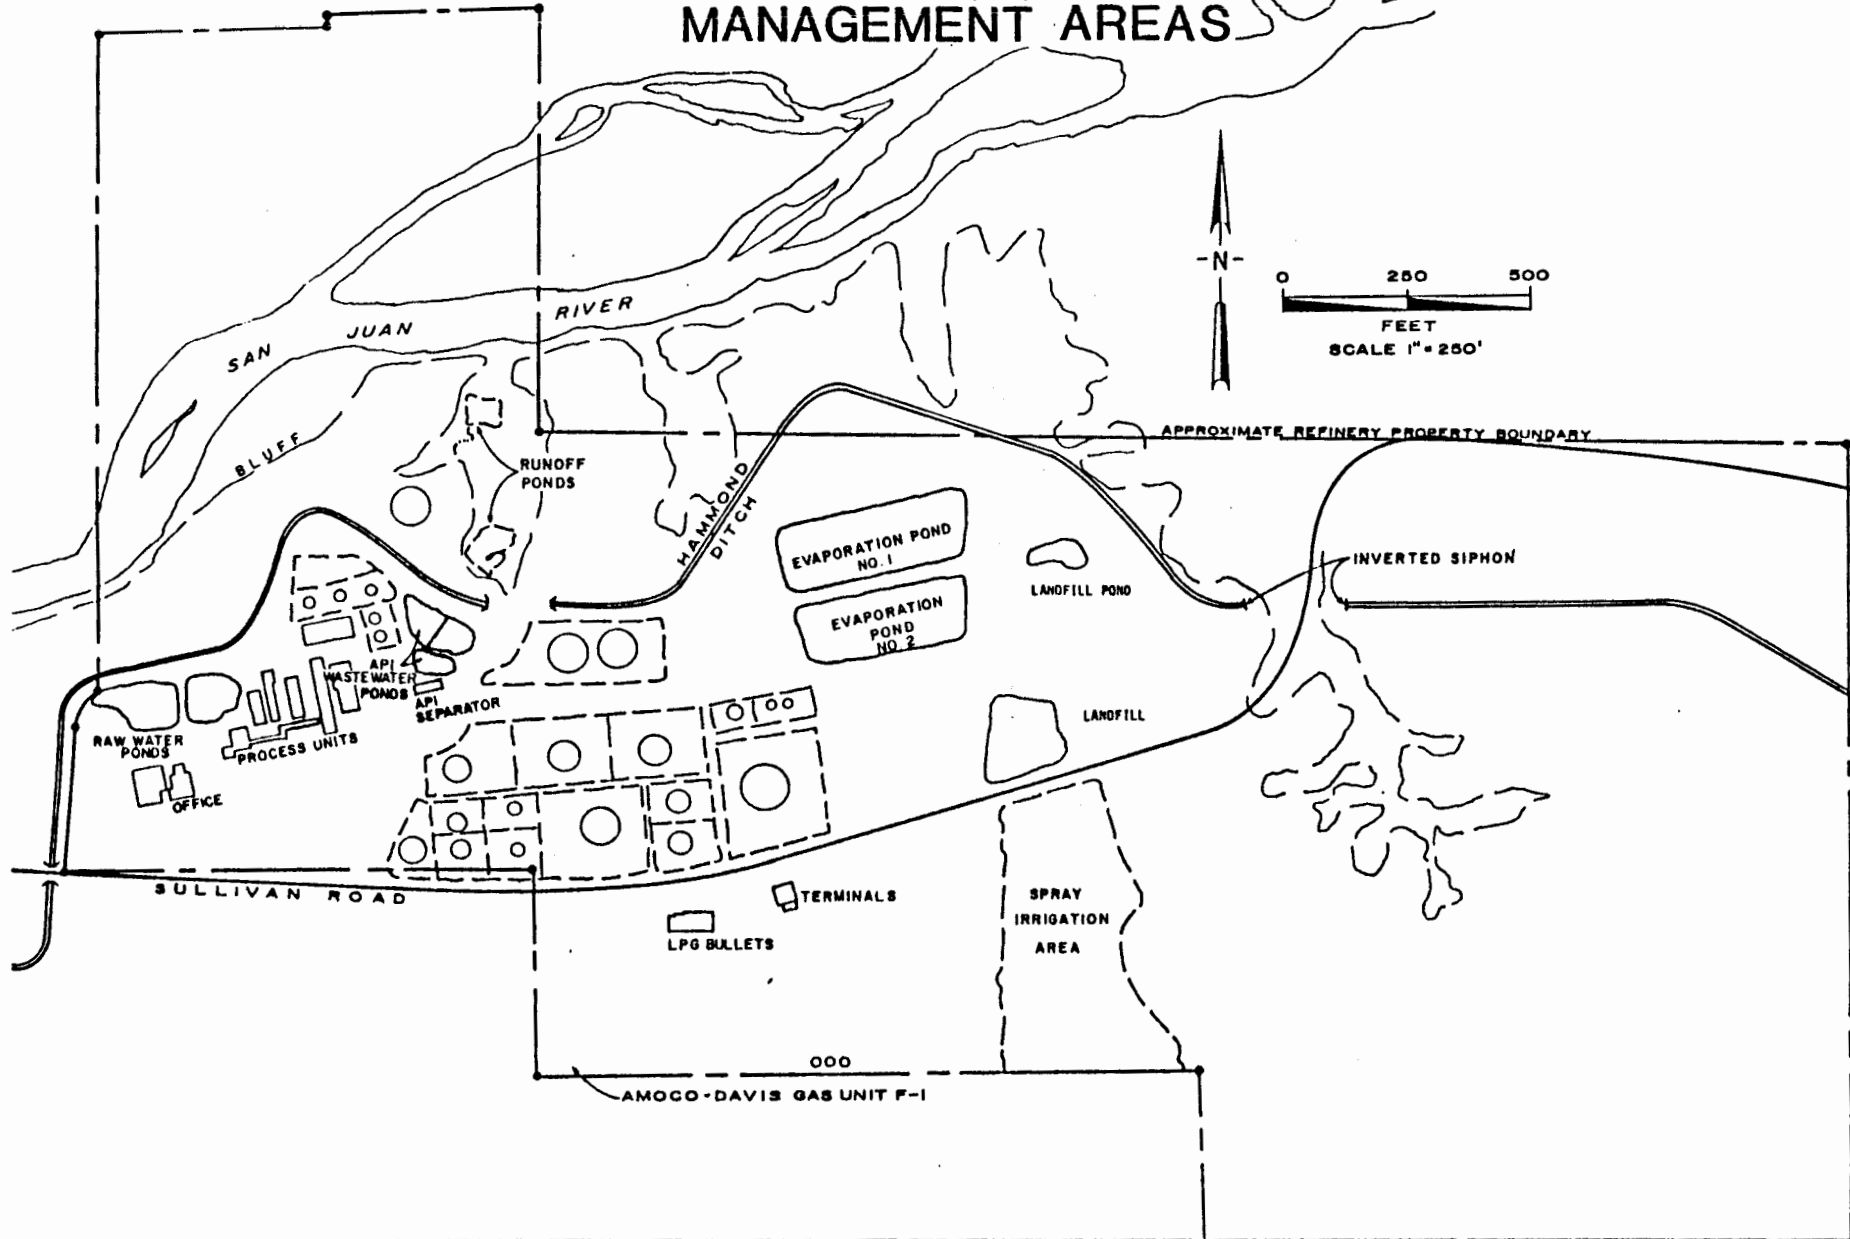 MANAGEMENT AREAS
-N-
0 250 500
FEET
SCALE 1"=250'
SAN JUAN RIVER
BLUFF
RUNOFF
PONDS
HAMMOND
DITCH
APPROXIMATE REFINERY PROPERTY BOUNDARY
EVAPORATION POND
NO. 1
EVAPORATION
POND
NO. 2
LANDFILL POND
INVERTED SIPHON
API
WASTEWATER
PONDS
API
SEPARATOR
LANDFILL
RAW WATER
PONDS
PROCESS UNITS
OFFICE
SULLIVAN ROAD
TERMINALS
LPG BULLETS
SPRAY
IRRIGATION
AREA
000
AMOCO-DAVIS GAS UNIT F-1